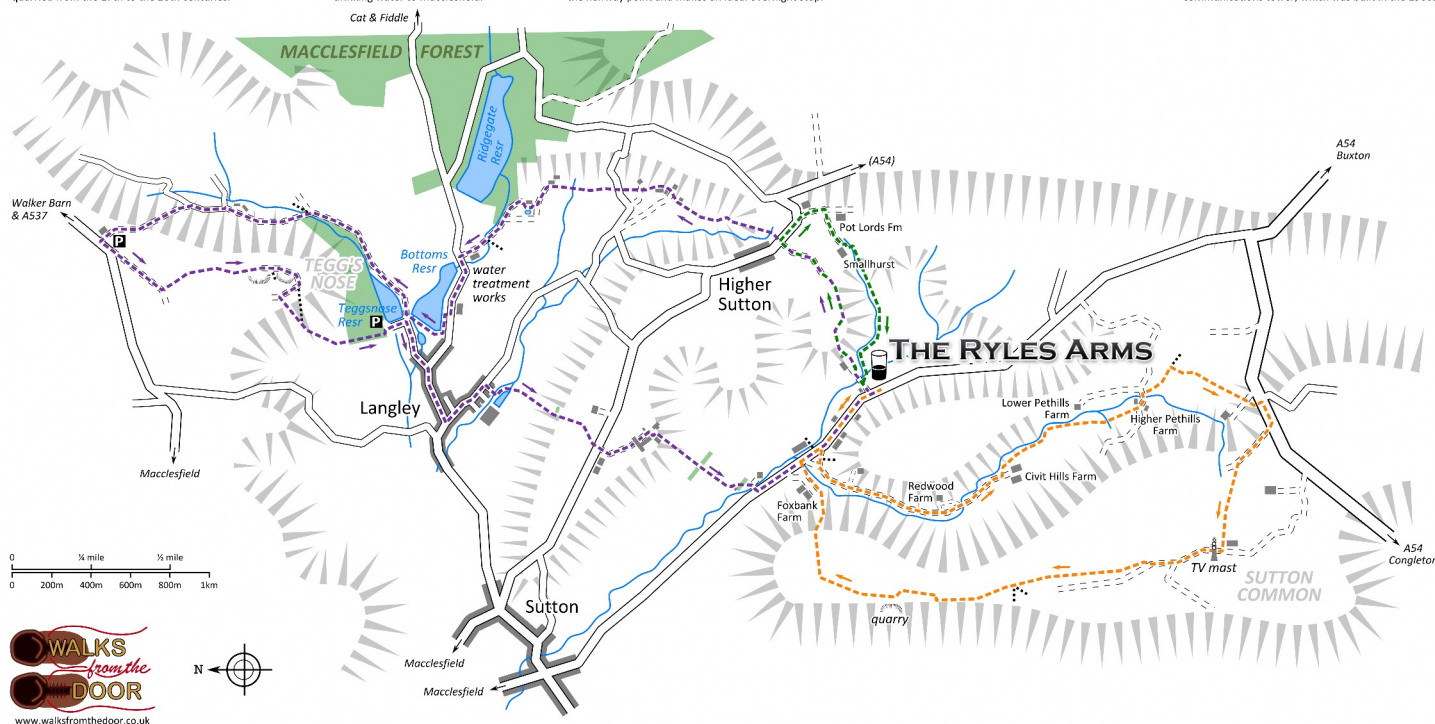 Cat & Fiddle
MACCLESFIELD FOREST
Ridgegate
Resr
(A54)
A54
Buxton
Walker Barn
& A537
P
Pot Lords Fm
Bottoms
Resr
TEGG'S
NOSE
water
treatment
works
Smallhurst
Higher
Sutton
Teggsnose
Resr
P
THE RYLES ARMS
Langley
Lower Pethills
Farm
Higher Pethills
Farm
Macclesfield
Redwood
Farm
Civit Hills Farm
Foxbank
Farm
0 ¼ mile ½ mile
0 200m 400m 600m 800m 1km
A54
Congleton
TV mast
SUTTON
COMMON
Sutton
quarry
WALKS
from the
DOOR
N
Macclesfield
Macclesfield
www.walksfromthedoor.co.uk